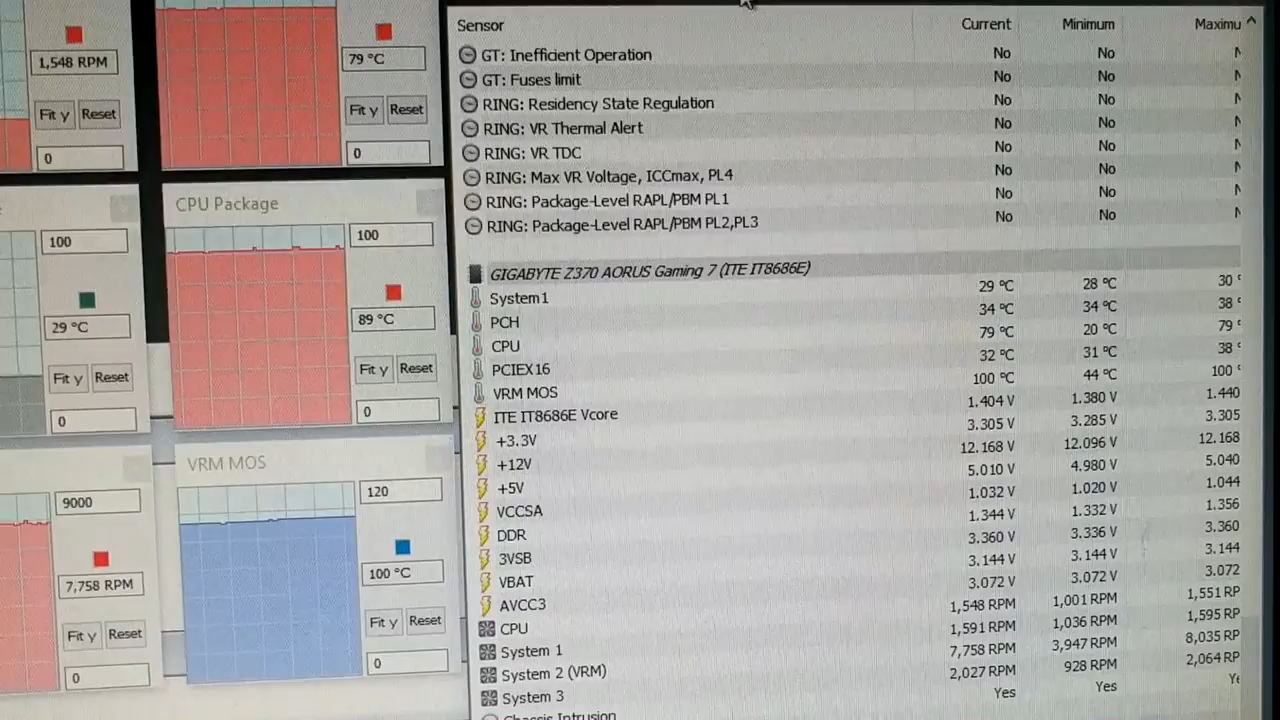 1,548 RPM
Fit y Reset
0
79 °C
Fit y Reset
0
100
29 °C
Fit y Reset
0
CPU Package
100
89 °C
Fit y Reset
0
9000
7,758 RPM
Fit y Reset
0
VRM MOS
120
100 °C
Fit y Reset
0
Sensor Current Minimum Maximu
GT: Inefficient Operation No No
GT: Fuses limit No No
RING: Residency State Regulation No No
RING: VR Thermal Alert No No
RING: VR TDC No No
RING: Max VR Voltage, ICCmax, PL4 No No
RING: Package-Level RAPL/PBM PL1 No No
RING: Package-Level RAPL/PBM PL2,PL3 No No
GIGABYTE Z370 AORUS Gaming 7 (ITE IT8686E)
System1 29 °C 28 °C 30 °
PCH 34 °C 34 °C 38 °
CPU 79 °C 20 °C 79 °
PCIEX16 32 °C 31 °C 38 °
VRM MOS 100 °C 44 °C 100 °
ITE IT8686E Vcore 1.404 V 1.380 V 1.440
+3.3V 3.305 V 3.285 V 3.305
+12V 12.168 V 12.096 V 12.168
+5V 5.010 V 4.980 V 5.040
VCCSA 1.032 V 1.020 V 1.044
DDR 1.344 V 1.332 V 1.356
3VSB 3.360 V 3.336 V 3.360
VBAT 3.144 V 3.144 V 3.144
AVCC3 3.072 V 3.072 V 3.072
CPU 1,548 RPM 1,001 RPM 1,551 RP
System 1 1,591 RPM 1,036 RPM 1,595 RP
System 2 (VRM) 7,758 RPM 3,947 RPM 8,035 RP
System 3 2,027 RPM 928 RPM 2,064 RP
Chassis Intrusion Yes Yes Ye